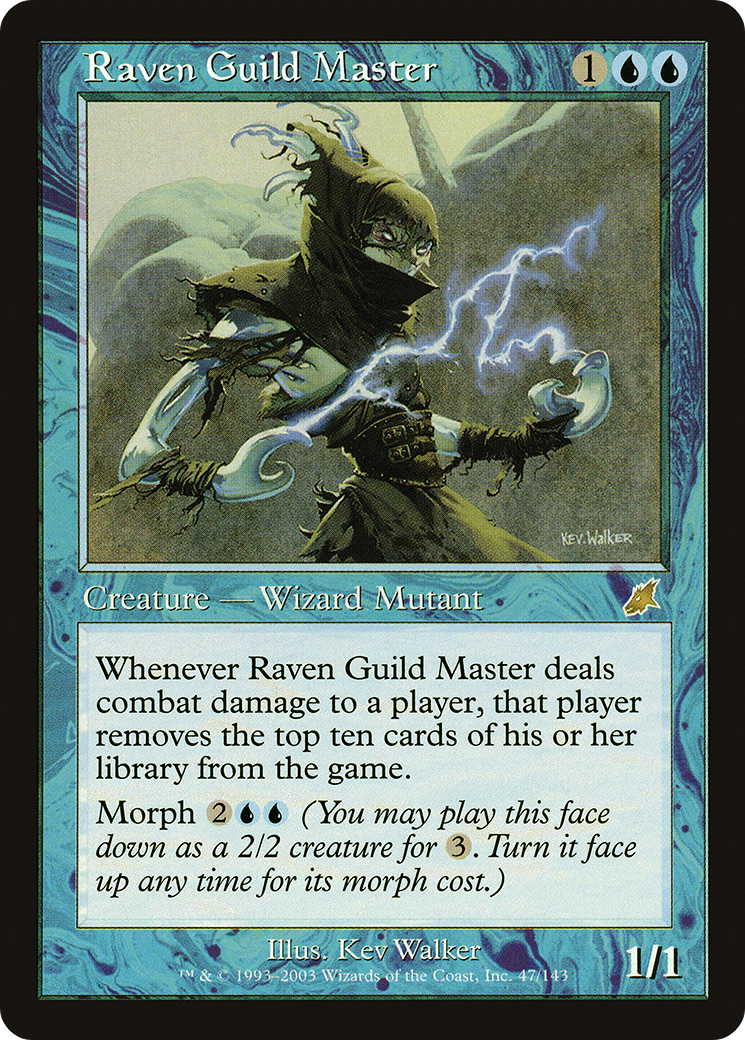 Raven Guild Master 1
KEV. WALKER
Creature — Wizard Mutant
Whenever Raven Guild Master deals
combat damage to a player, that player
removes the top ten cards of his or her
library from the game.
Morph 2 (You may play this face
down as a 2/2 creature for 3. Turn it face
up any time for its morph cost.)
Illus. Kev Walker
™ & © 1993–2003 Wizards of the Coast, Inc. 47/143
1/1